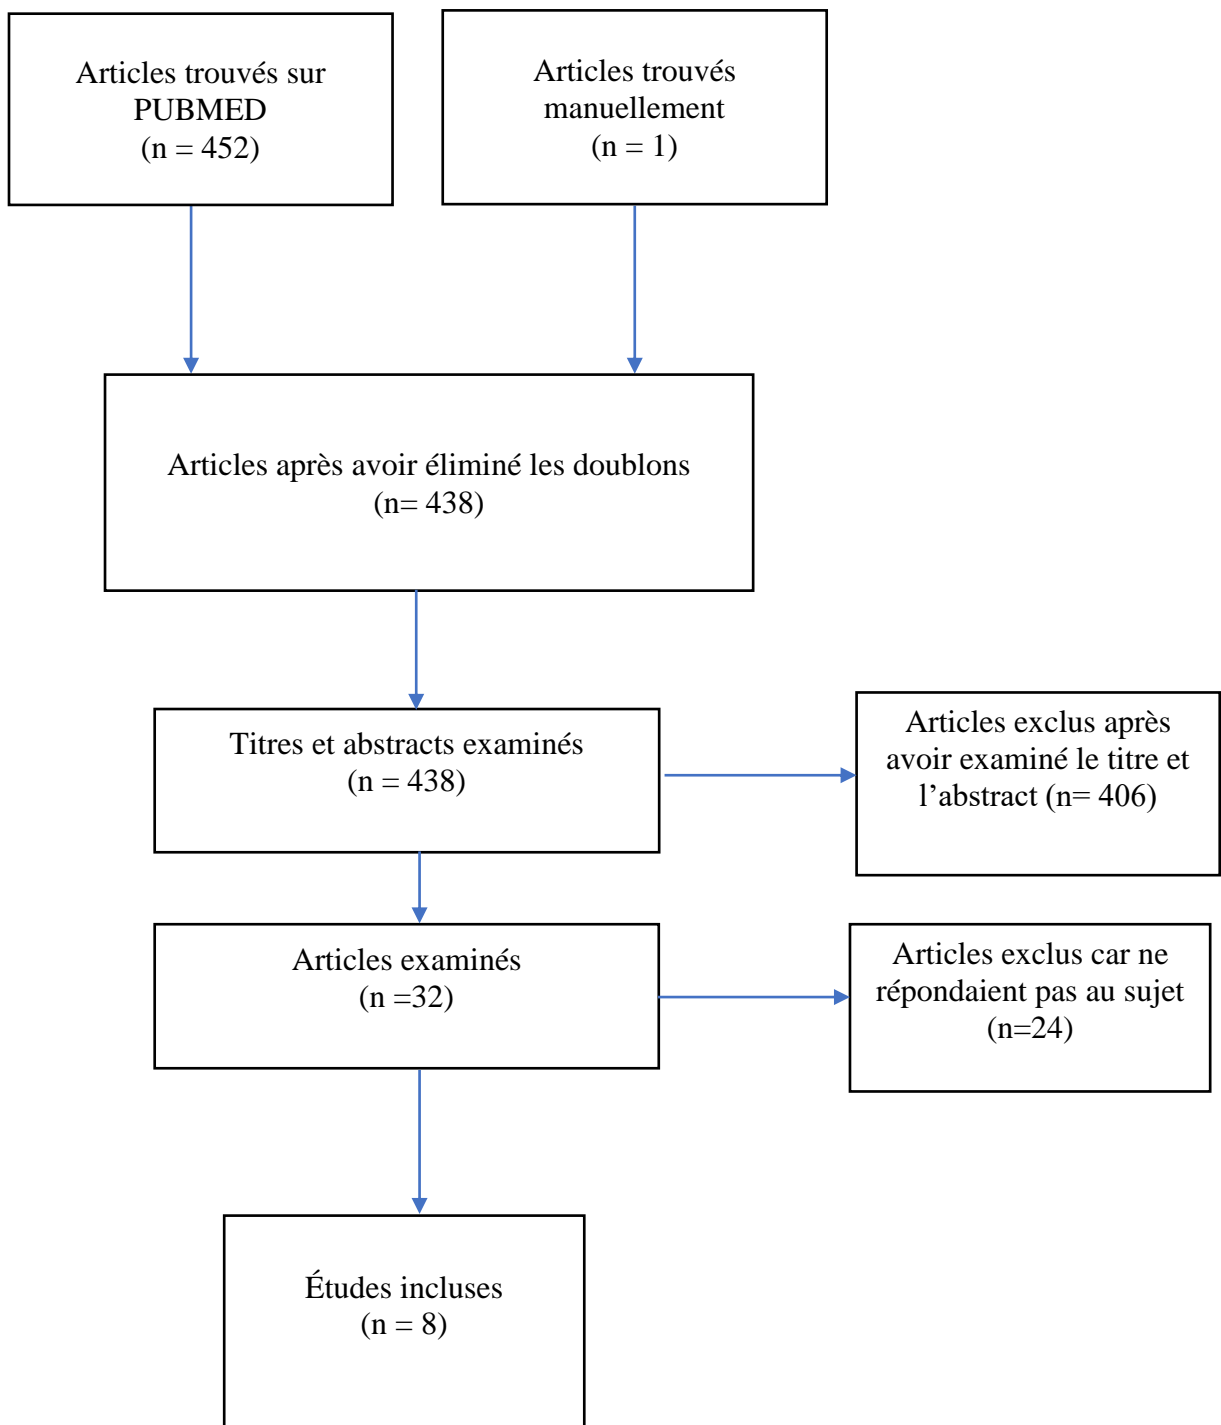 Articles trouvés sur
PUBMED
(n = 452)
Articles trouvés
manuellement
(n = 1)
Articles après avoir éliminé les doublons
(n= 438)
Titres et abstracts examinés
(n = 438)
Articles exclus après
avoir examiné le titre et
l’abstract (n= 406)
Articles examinés
(n =32)
Articles exclus car ne
répondaient pas au sujet
(n=24)
Études incluses
(n = 8)